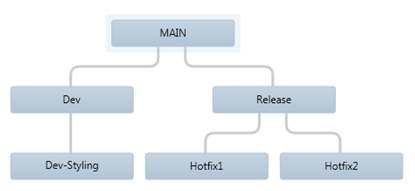 MAIN
Dev
Release
Dev-Styling
Hotfix1
Hotfix2